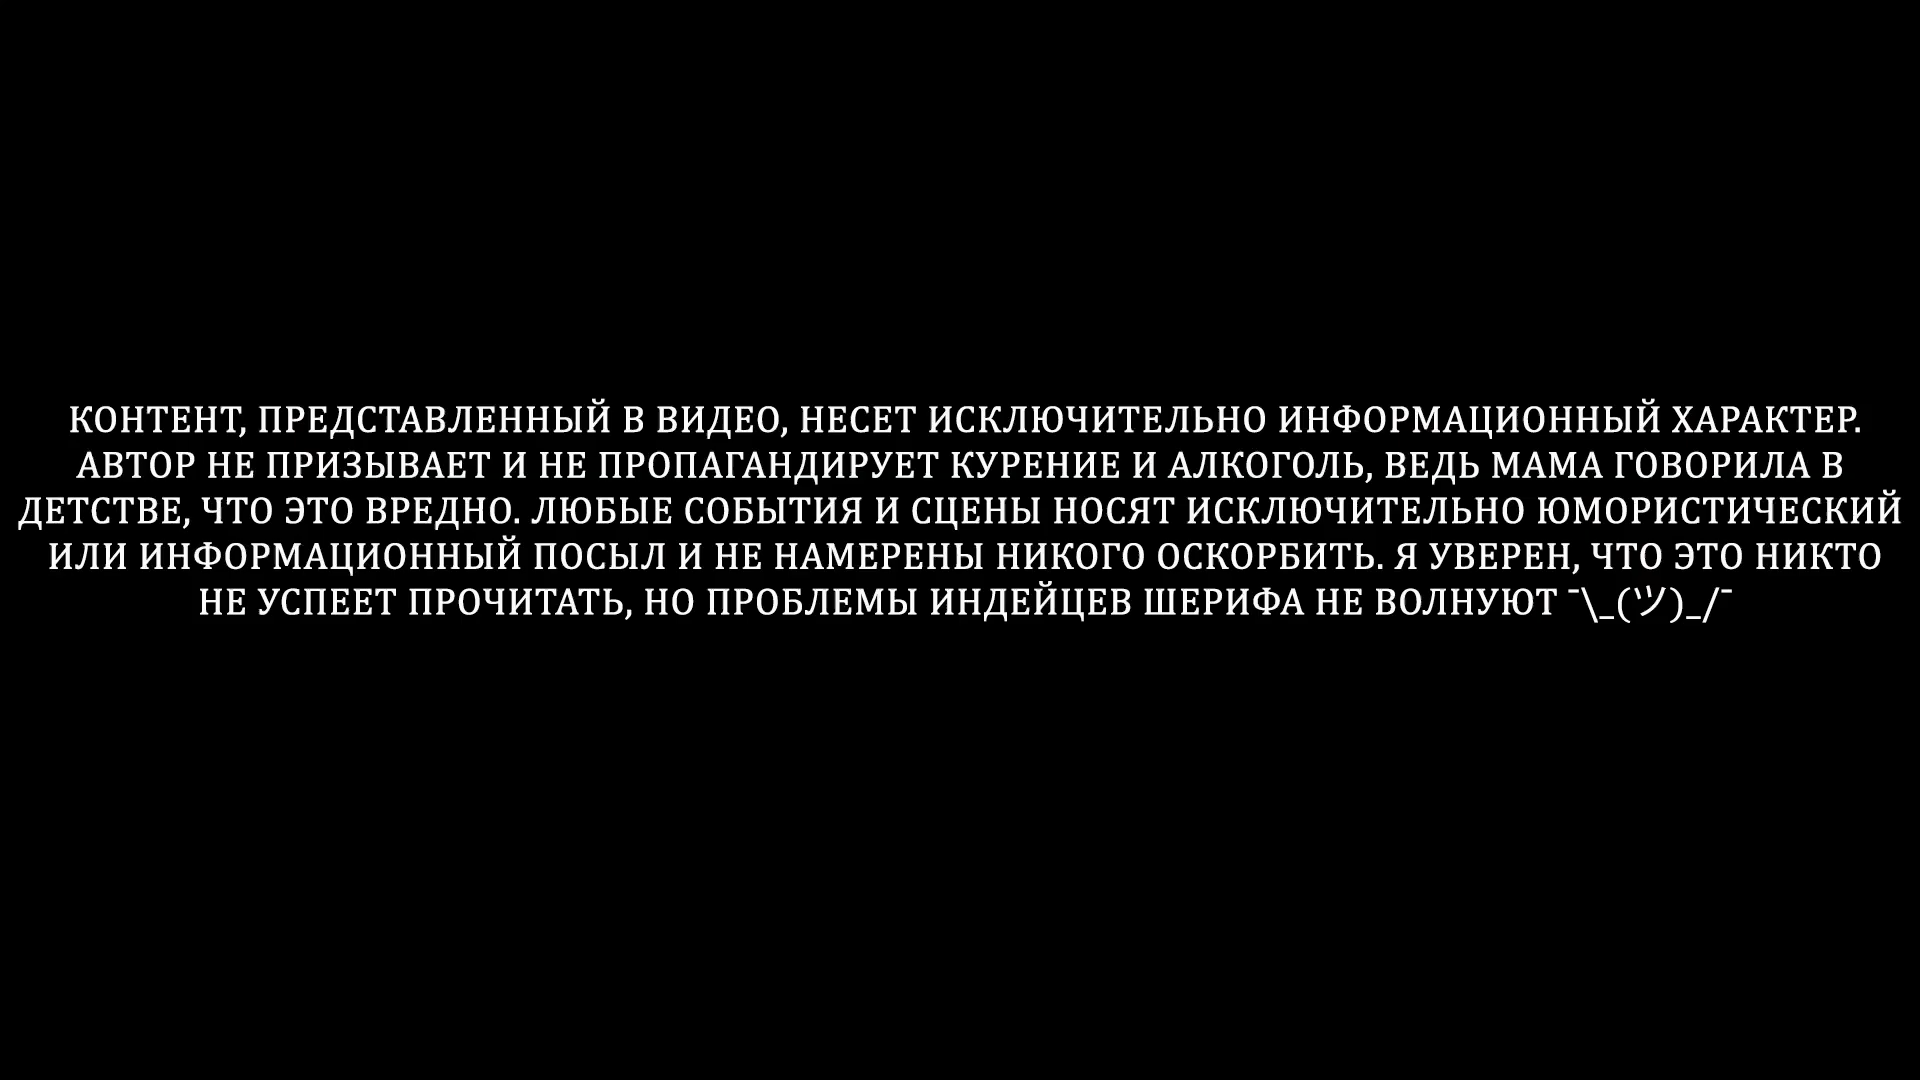 КОНТЕНТ, ПРЕДСТАВЛЕННЫЙ В ВИДЕО, НЕСЕТ ИСКЛЮЧИТЕЛЬНО ИНФОРМАЦИОННЫЙ ХАРАКТЕР.
АВТОР НЕ ПРИЗЫВАЕТ И НЕ ПРОПАГАНДИРУЕТ КУРЕНИЕ И АЛКОГОЛЬ, ВЕДЬ МАМА ГОВОРИЛА В
ДЕТСТВЕ, ЧТО ЭТО ВРЕДНО. ЛЮБЫЕ СОБЫТИЯ И СЦЕНЫ НОСЯТ ИСКЛЮЧИТЕЛЬНО ЮМОРИСТИЧЕСКИЙ
ИЛИ ИНФОРМАЦИОННЫЙ ПОСЫЛ И НЕ НАМЕРЕНЫ НИКОГО ОСКОРБИТЬ. Я УВЕРЕН, ЧТО ЭТО НИКТО
НЕ УСПЕЕТ ПРОЧИТАТЬ, НО ПРОБЛЕМЫ ИНДЕЙЦЕВ ШЕРИФА НЕ ВОЛНУЮТ ¯\_(ツ)_/¯